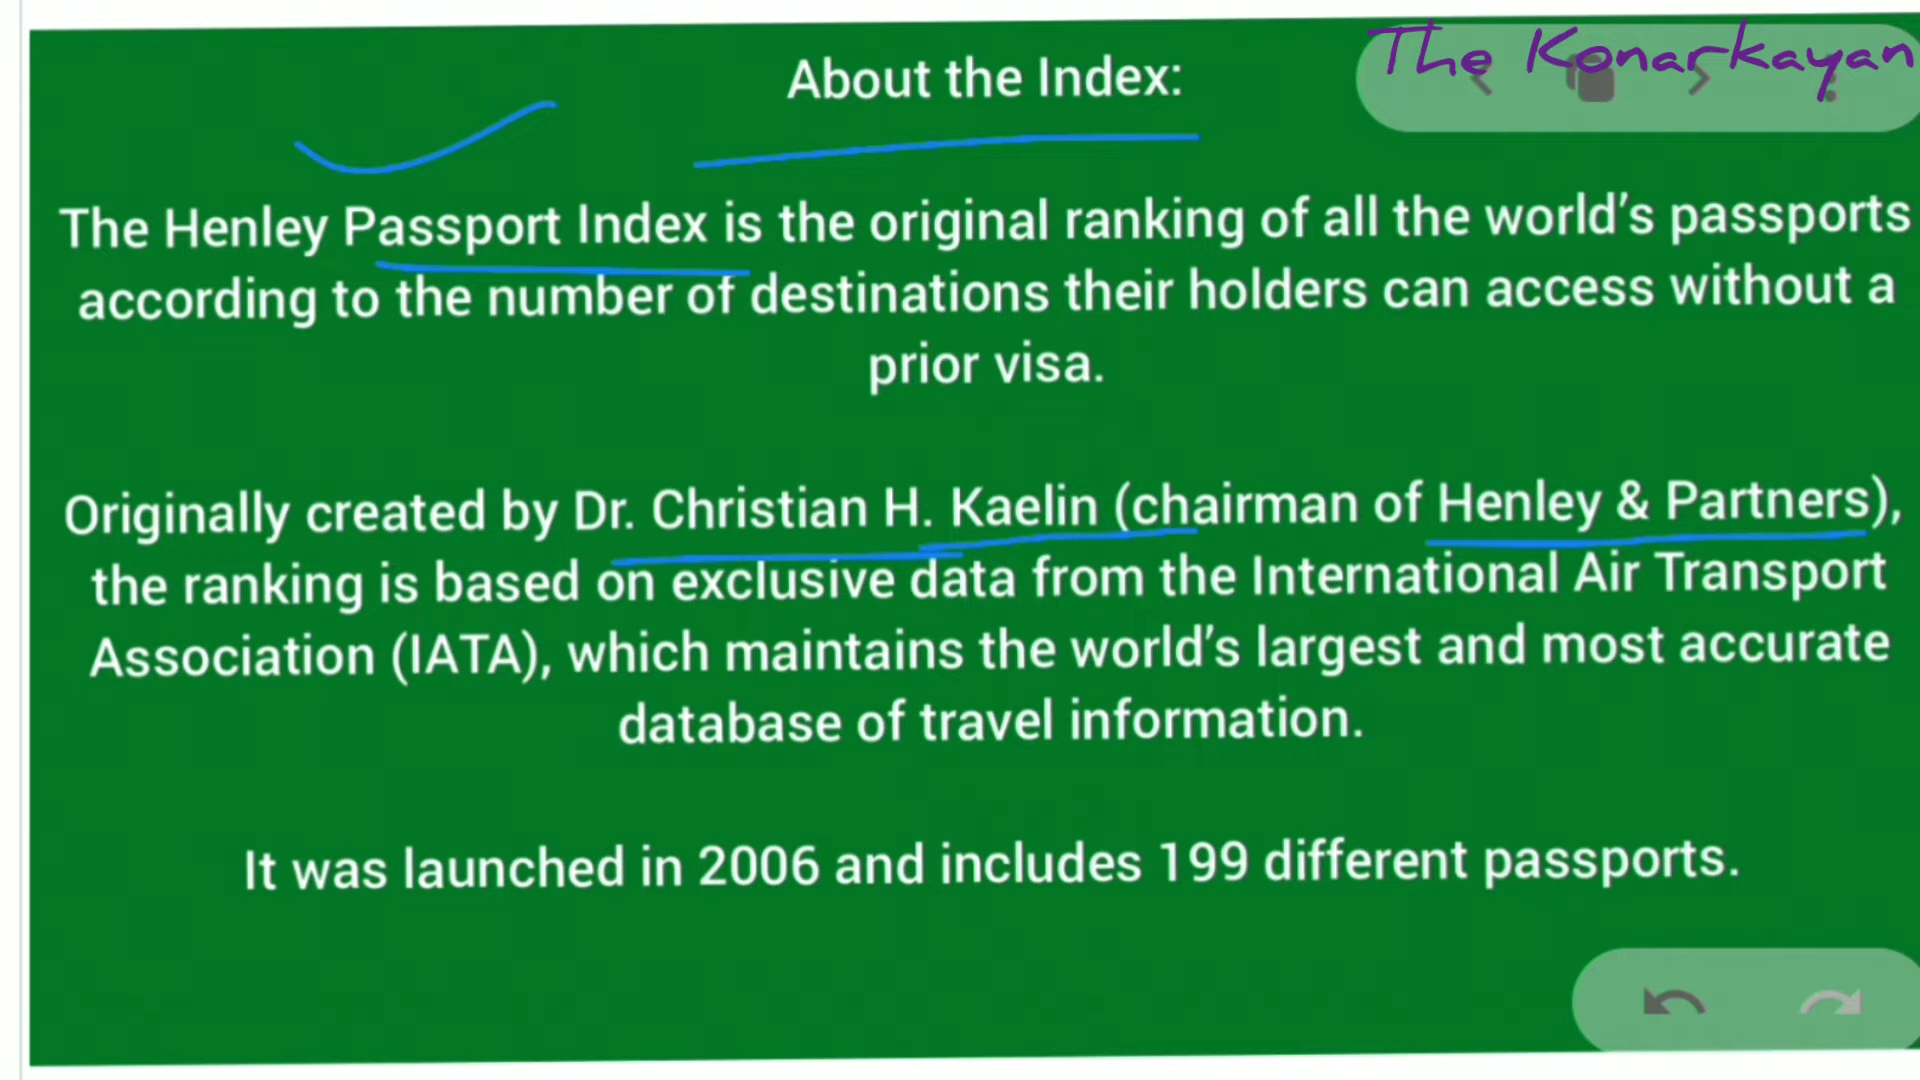 The Konarkayan
About the Index:
The Henley Passport Index is the original ranking of all the world’s passports
according to the number of destinations their holders can access without a
prior visa.
Originally created by Dr. Christian H. Kaelin (chairman of Henley & Partners),
the ranking is based on exclusive data from the International Air Transport
Association (IATA), which maintains the world’s largest and most accurate
database of travel information.
It was launched in 2006 and includes 199 different passports.